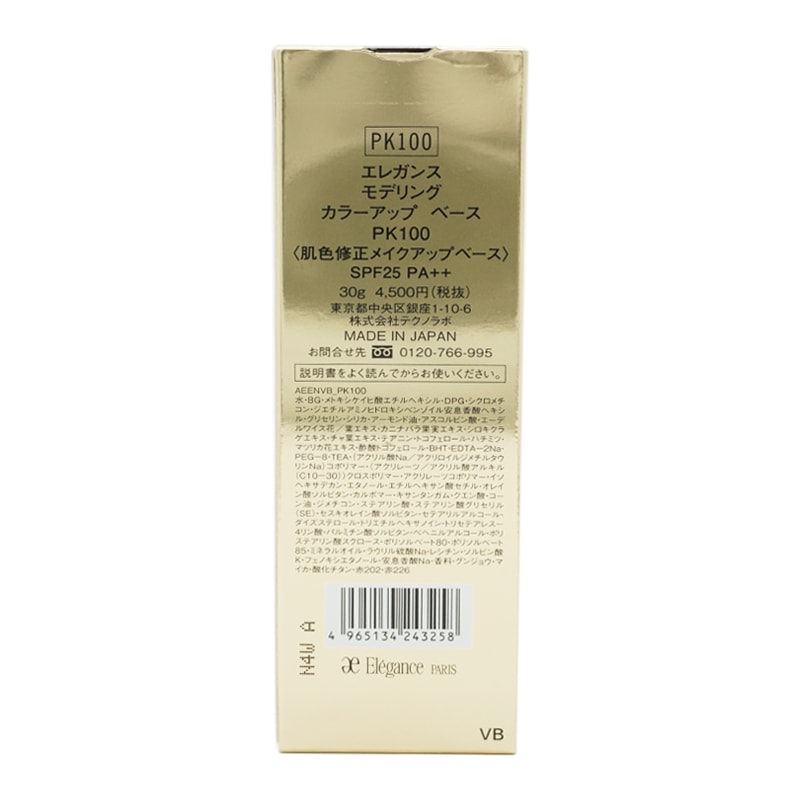 PK100
エレガンス
モデリング
カラーアップ ベース
PK100
〈肌色修正メイクアップベース〉
SPF25 PA++
30g 4,500円(税抜)
東京都中央区銀座1-10-6
株式会社テクノラボ
MADE IN JAPAN
お問合せ先 0120-766-995
説明書をよく読んでからお使いください。
AEENVB_PK100
水・BG・メトキシケイヒ酸エチルヘキシル・DPG・シクロメチ
コン・ジエチルアミノヒドロキシベンゾイル安息香酸ヘキシ
ル・グリセリン・シリカ・アーモンド油・アスコルビン酸・エーデ
ルワイス花/葉エキス・カニナバラ果実エキス・シロキクラ
ゲエキス・チャ葉エキス・テアニン・トコフェロール・ハチミツ・
マツリカ花エキス・酢酸トコフェロール・BHT・EDTA-2Na・
PEG-8・TEA・(アクリル酸Na/アクリロイルジメチルタウ
リンNa)コポリマー・(アクリレーツ/アクリル酸アルキル
(C10-30))クロスポリマー・アクリレーツコポリマー・イソ
ヘキサデカン・エタノール・エチルヘキサン酸セチル・オレイ
ン酸ソルビタン・カルボマー・キサンタンガム・クエン酸・コー
ン油・ジメチコン・ステアリン酸・ステアリン酸グリセリル
(SE)・セスキオレイン酸ソルビタン・セテアリルアルコール・
ダイズステロール・トリエチルヘキサノイン・トリセテアレス-
4リン酸・パルミチン酸ソルビタン・ベヘニルアルコール・ポリ
ステアリン酸スクロース・ポリソルベート80・ポリソルベート
85・ミネラルオイル・ラウリル硫酸Na・レシチン・ソルビン酸
K・フェノキシエタノール・安息香酸Na・香料・グンジョウ・マ
イカ・酸化チタン・赤202・赤226
4 965134 243258
N4W A
æ Elégance PARIS
VB